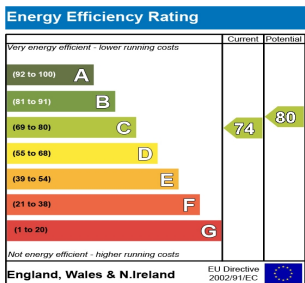 Energy Efficiency Rating
Current Potential
Very energy efficient - lower running costs
(92 to 100) A
(81 to 91) B
(69 to 80) C
(55 to 68) D
(39 to 54) E
(21 to 38) F
(1 to 20) G
74
80
Not energy efficient - higher running costs
England, Wales & N.Ireland
EU Directive
2002/91/EC